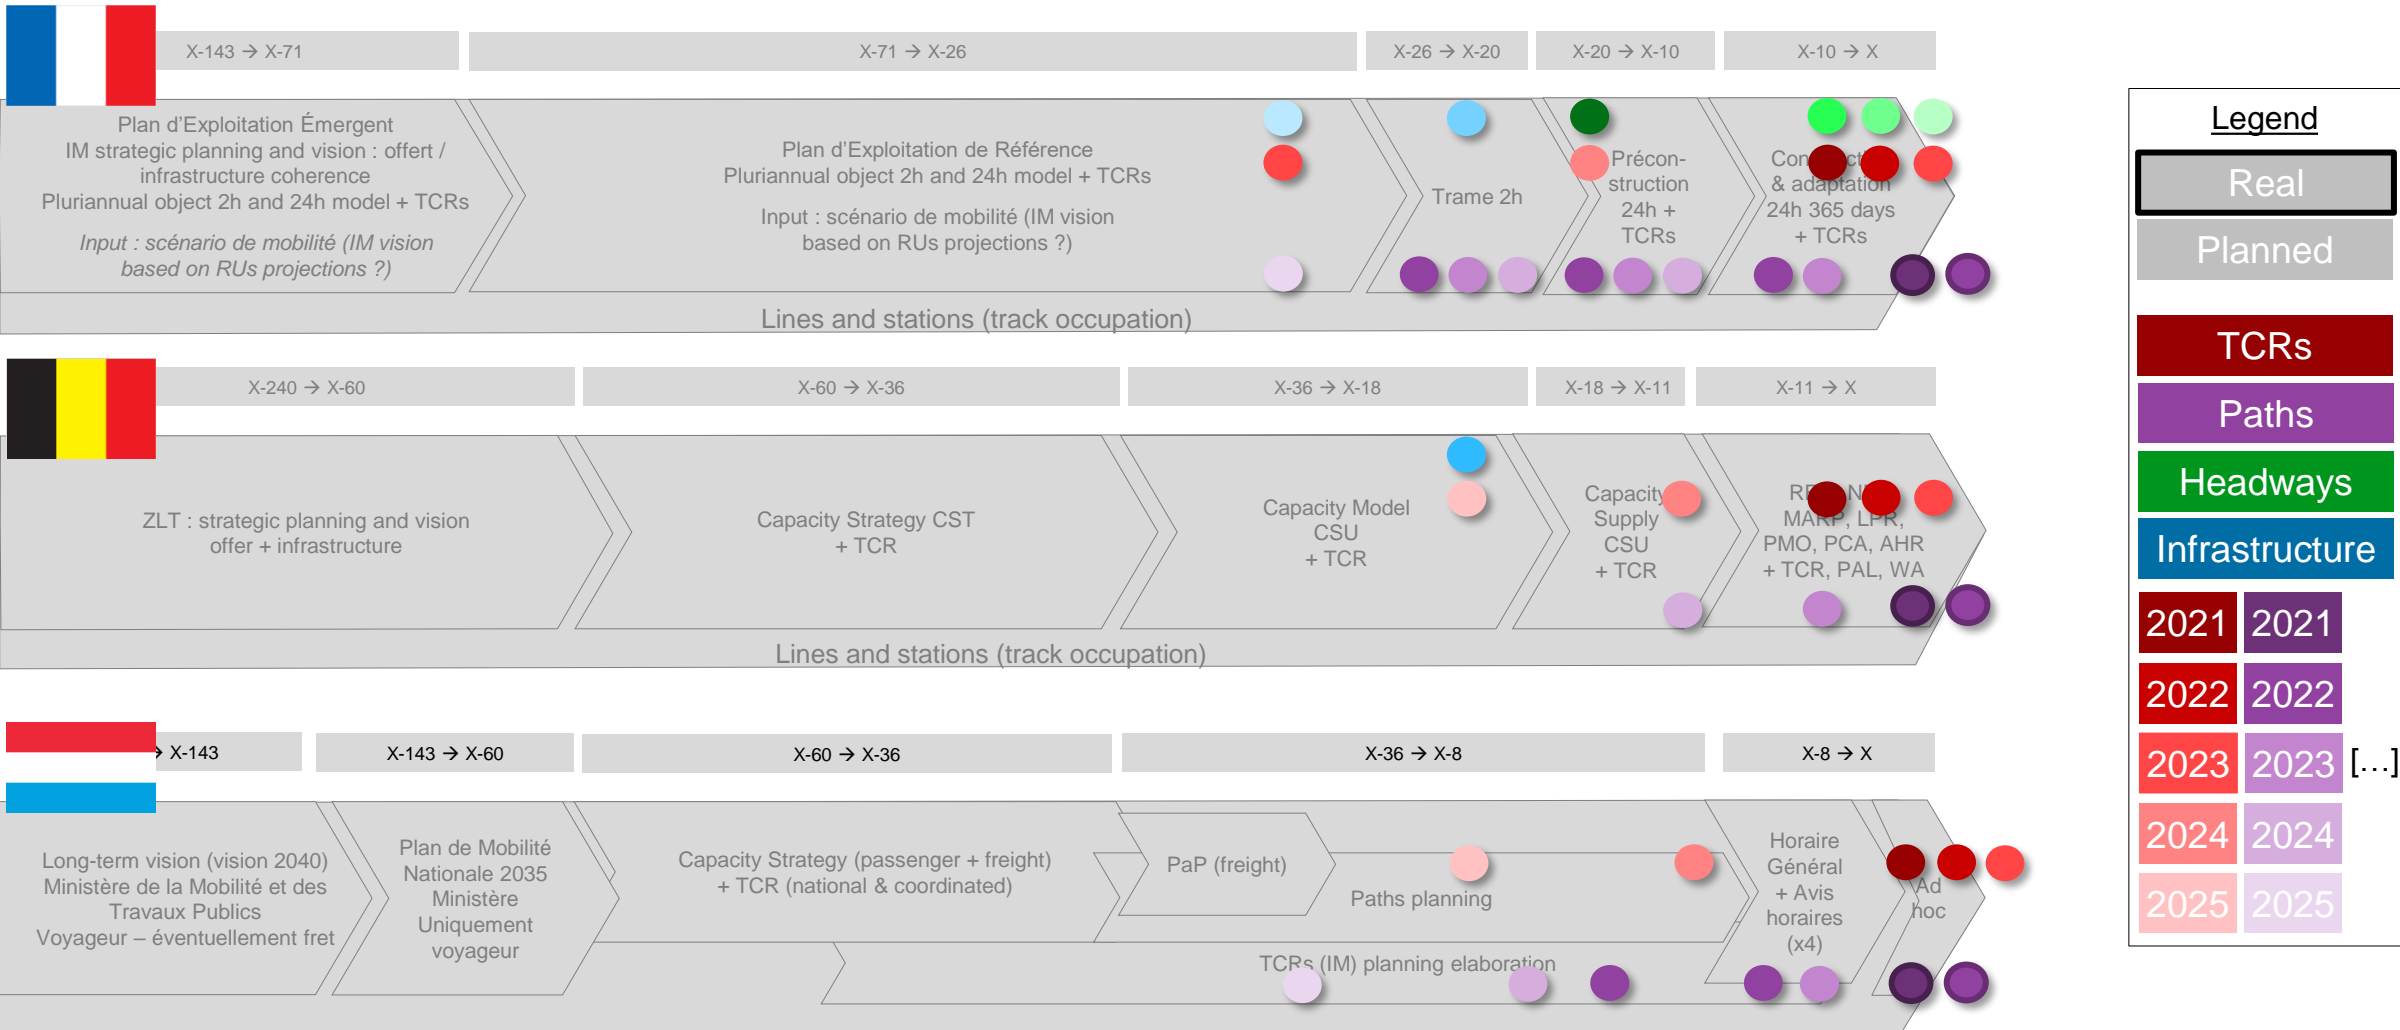 X-143 → X-71
X-71 → X-26
X-26 → X-20
X-20 → X-10
X-10 → X
Plan d'Exploitation Émergent
IM strategic planning and vision : offert /
infrastructure coherence
Pluriannual object 2h and 24h model + TCRs
Input : scénario de mobilité (IM vision
based on RUs projections ?)
Plan d'Exploitation de Référence
Pluriannual object 2h and 24h model + TCRs
Input : scénario de mobilité (IM vision
based on RUs projections ?)
Trame 2h
Précon-
struction
24h +
TCRs
& adaptation
24h 365 days
+ TCRs
Lines and stations (track occupation)
X-240 → X-60
X-60 → X-36
X-36 → X-18
X-18 → X-11
X-11 → X
ZLT : strategic planning and vision
offer + infrastructure
Capacity Strategy CST
+ TCR
Capacity Model
CSU
+ TCR
Capacity
Supply
CSU
+ TCR
MARP, LPR,
PMO, PCA, AHR
+ TCR, PAL, WA
Lines and stations (track occupation)
→ X-143
X-143 → X-60
X-60 → X-36
X-36 → X-8
X-8 → X
Long-term vision (vision 2040)
Ministère de la Mobilité et des
Travaux Publics
Voyageur – éventuellement fret
Plan de Mobilité
Nationale 2035
Ministère
Uniquement
voyageur
Capacity Strategy (passenger + freight)
+ TCR (national & coordinated)
PaP (freight)
Paths planning
TCRs (IM) planning elaboration
Horaire
Général
+ Avis
horaires
(x4)
Ad
hoc
Legend
Real
Planned
TCRs
Paths
Headways
Infrastructure
2021 2021
2022 2022
2023 2023 […]
2024 2024
2025 2025